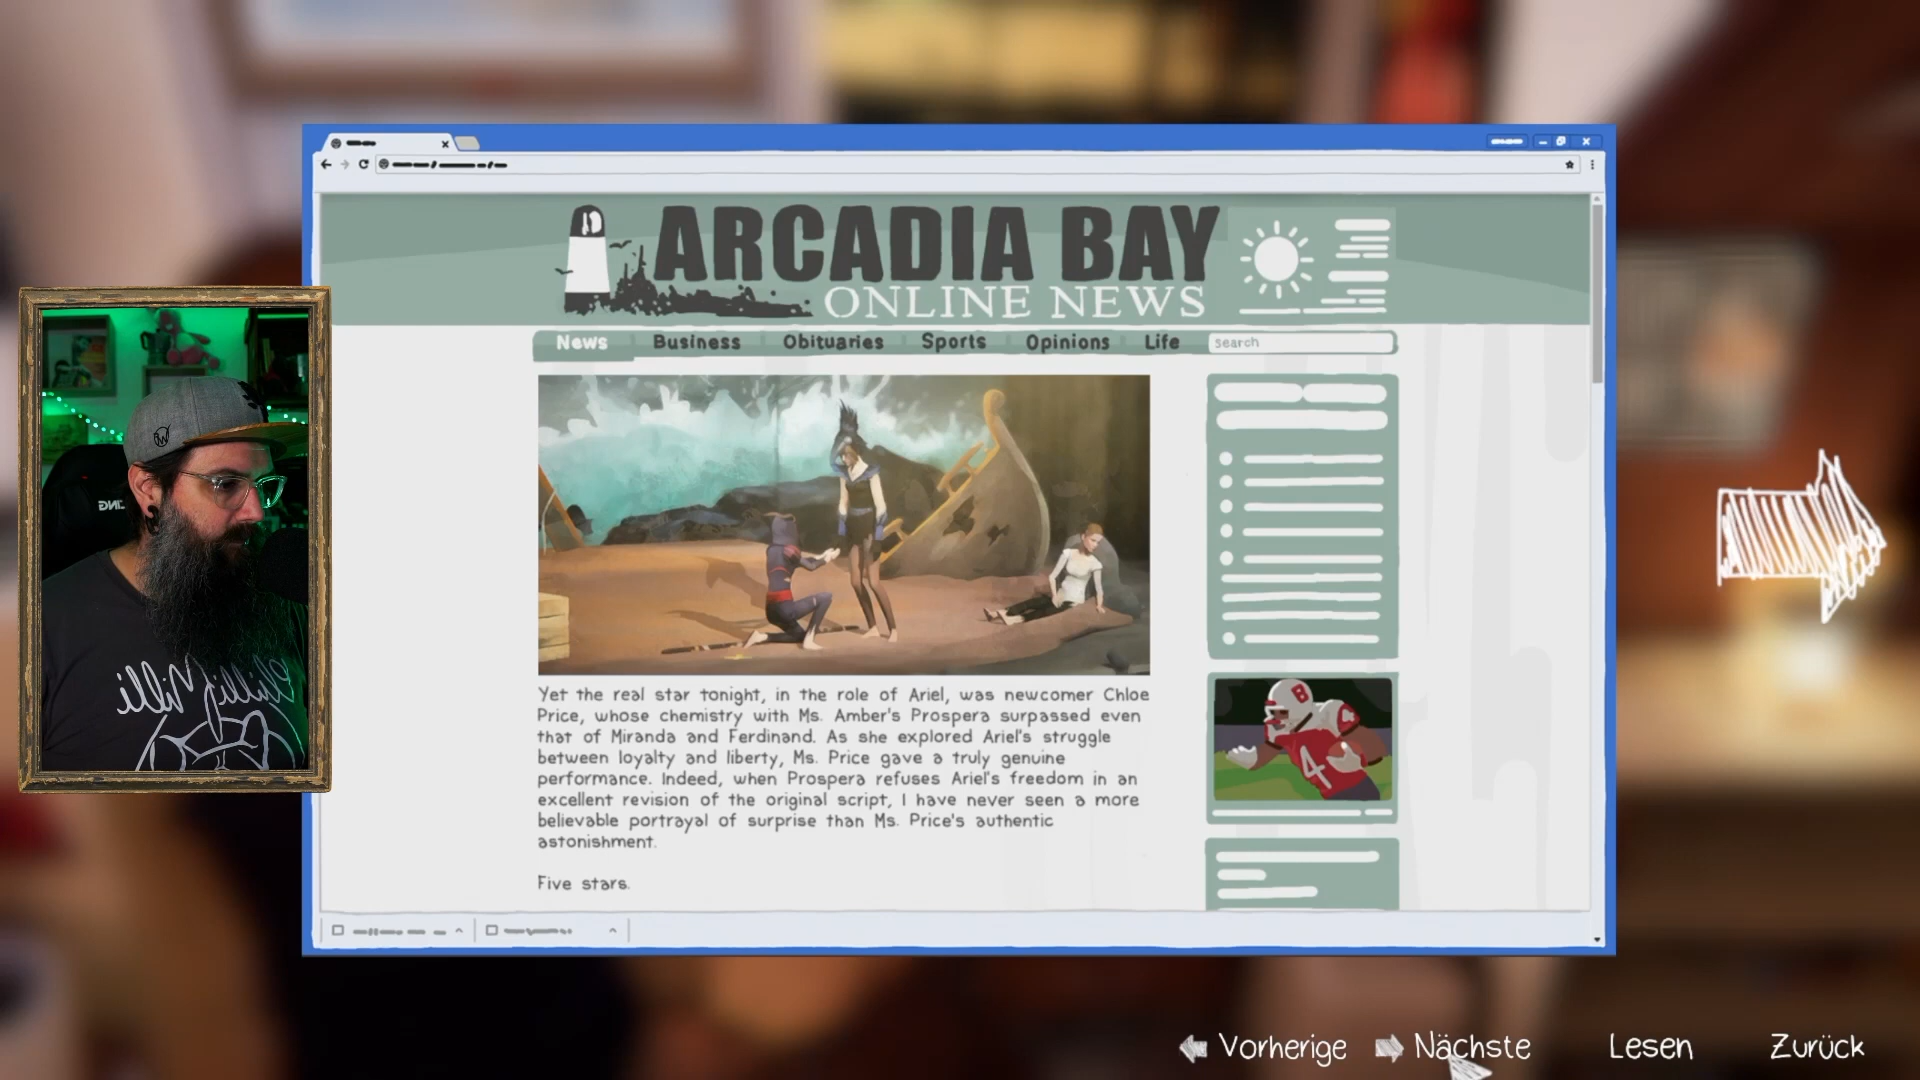 ARCADIA BAY
ONLINE NEWS
News Business Obituaries Sports Opinions Life search
Yet the real star tonight, in the role of Ariel, was newcomer Chloe
Price, whose chemistry with Ms. Amber's Prospera surpassed even
that of Miranda and Ferdinand. As she explored Ariel's struggle
between loyalty and liberty, Ms. Price gave a truly genuine
performance. Indeed, when Prospera refuses Ariel's freedom in an
excellent revision of the original script, I have never seen a more
believable portrayal of surprise than Ms. Price's authentic
astonishment.
Five stars.
B
4
4
Vorherige Nächste Lesen Zurück